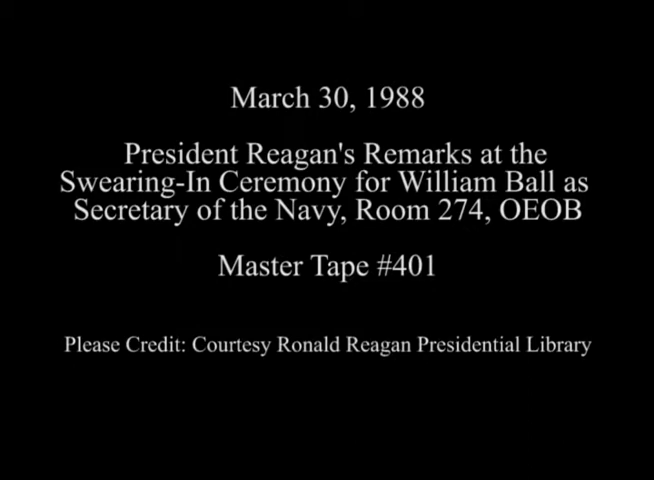 March 30, 1988
President Reagan's Remarks at the
Swearing-In Ceremony for William Ball as
Secretary of the Navy, Room 274, OEOB
Master Tape #401
Please Credit: Courtesy Ronald Reagan Presidential Library